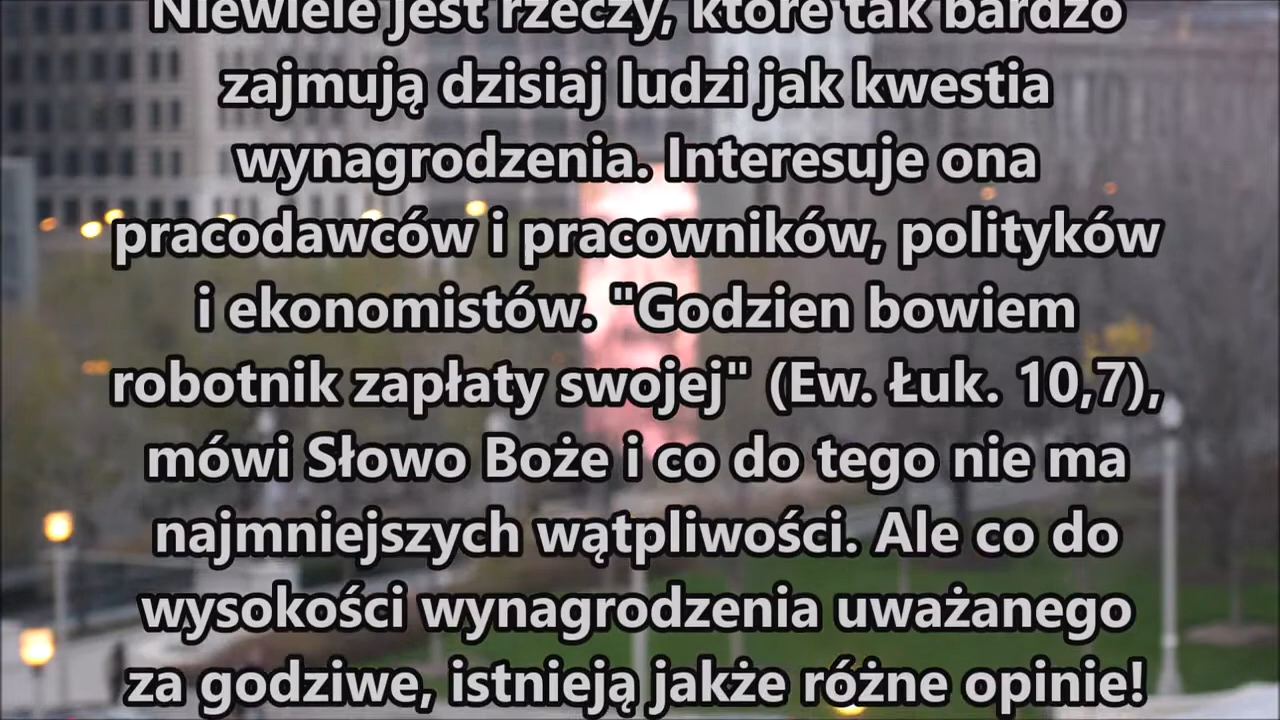 Niewiele jest rzeczy, które tak bardzo
zajmują dzisiaj ludzi jak kwestia
wynagrodzenia. Interesuje ona
pracodawców i pracowników, polityków
i ekonomistów. "Godzien bowiem
robotnik zapłaty swojej" (Ew. Łuk. 10,7),
mówi Słowo Boże i co do tego nie ma
najmniejszych wątpliwości. Ale co do
wysokości wynagrodzenia uważanego
za godziwe, istnieją jakże różne opinie!